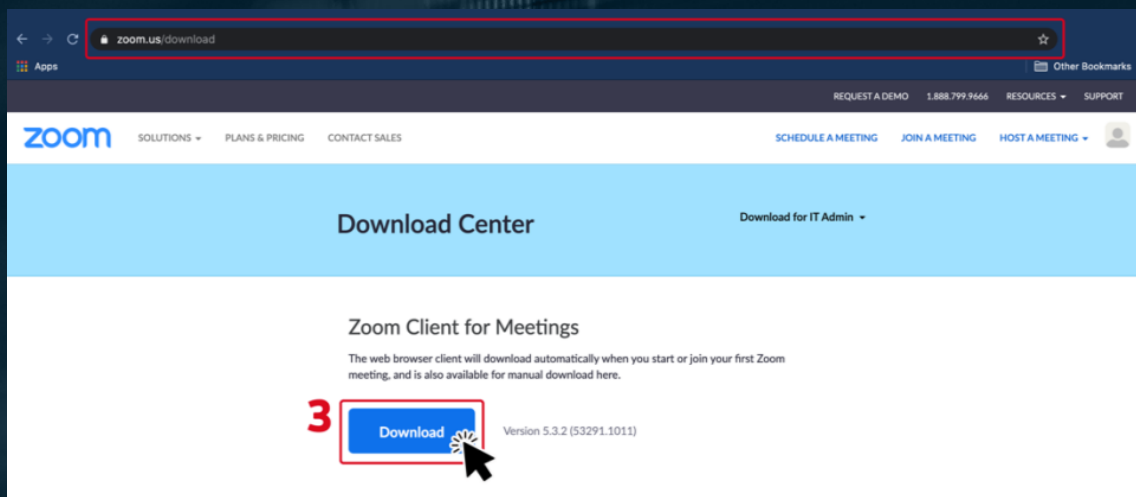 zoom.us/download
Apps
Other Bookmarks
REQUEST A DEMO 1.888.799.9666 RESOURCES SUPPORT
zoom SOLUTIONS PLANS & PRICING CONTACT SALES SCHEDULE A MEETING JOIN A MEETING HOST A MEETING
Download Center
Download for IT Admin
Zoom Client for Meetings
The web browser client will download automatically when you start or join your first Zoom
meeting, and is also available for manual download here.
3
Download
Version 5.3.2 (53291.1011)